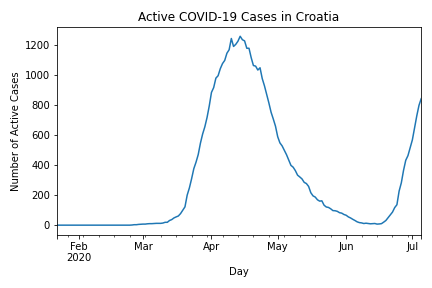 Active COVID-19 Cases in Croatia
Number of Active Cases
1200
1000
800
600
400
200
0
Feb Mar Apr May Jun Jul
2020
Day